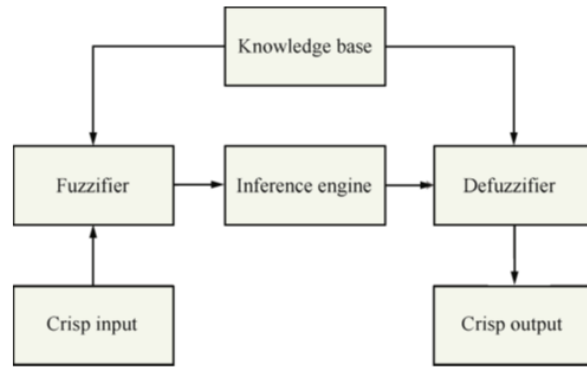 Knowledge base
Fuzzifier
Inference engine
Defuzzifier
Crisp input
Crisp output